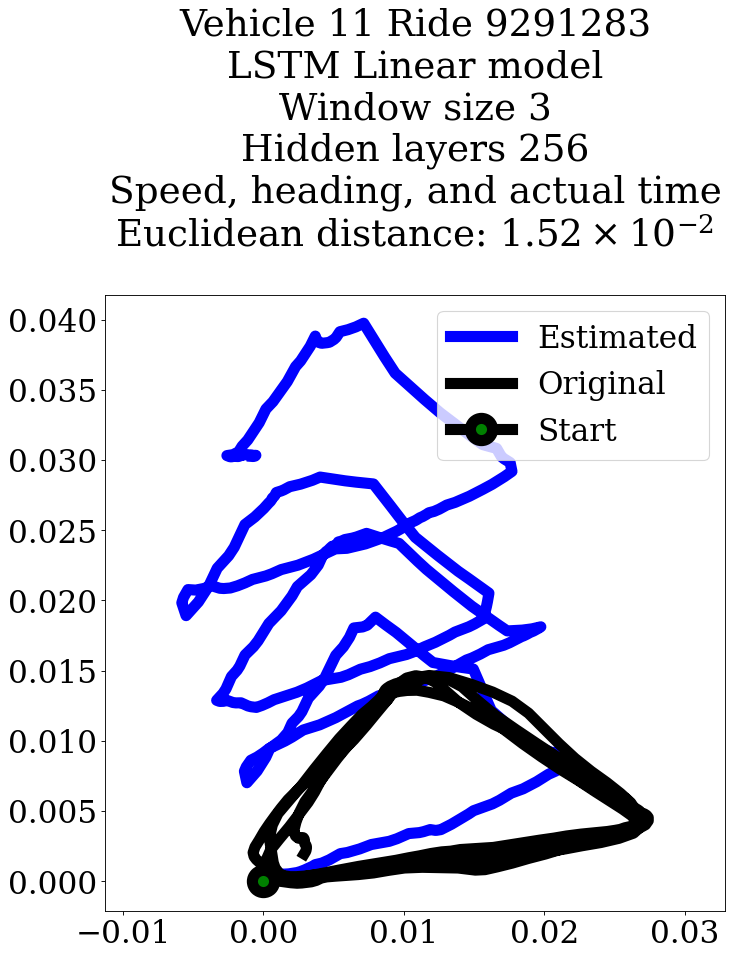 Vehicle 11 Ride 9291283
LSTM Linear model
Window size 3
Hidden layers 256
Speed, heading, and actual time
Euclidean distance: 1.52 × 10⁻²
Estimated
Original
Start
0.040
0.035
0.030
0.025
0.020
0.015
0.010
0.005
0.000
−0.01 0.00 0.01 0.02 0.03